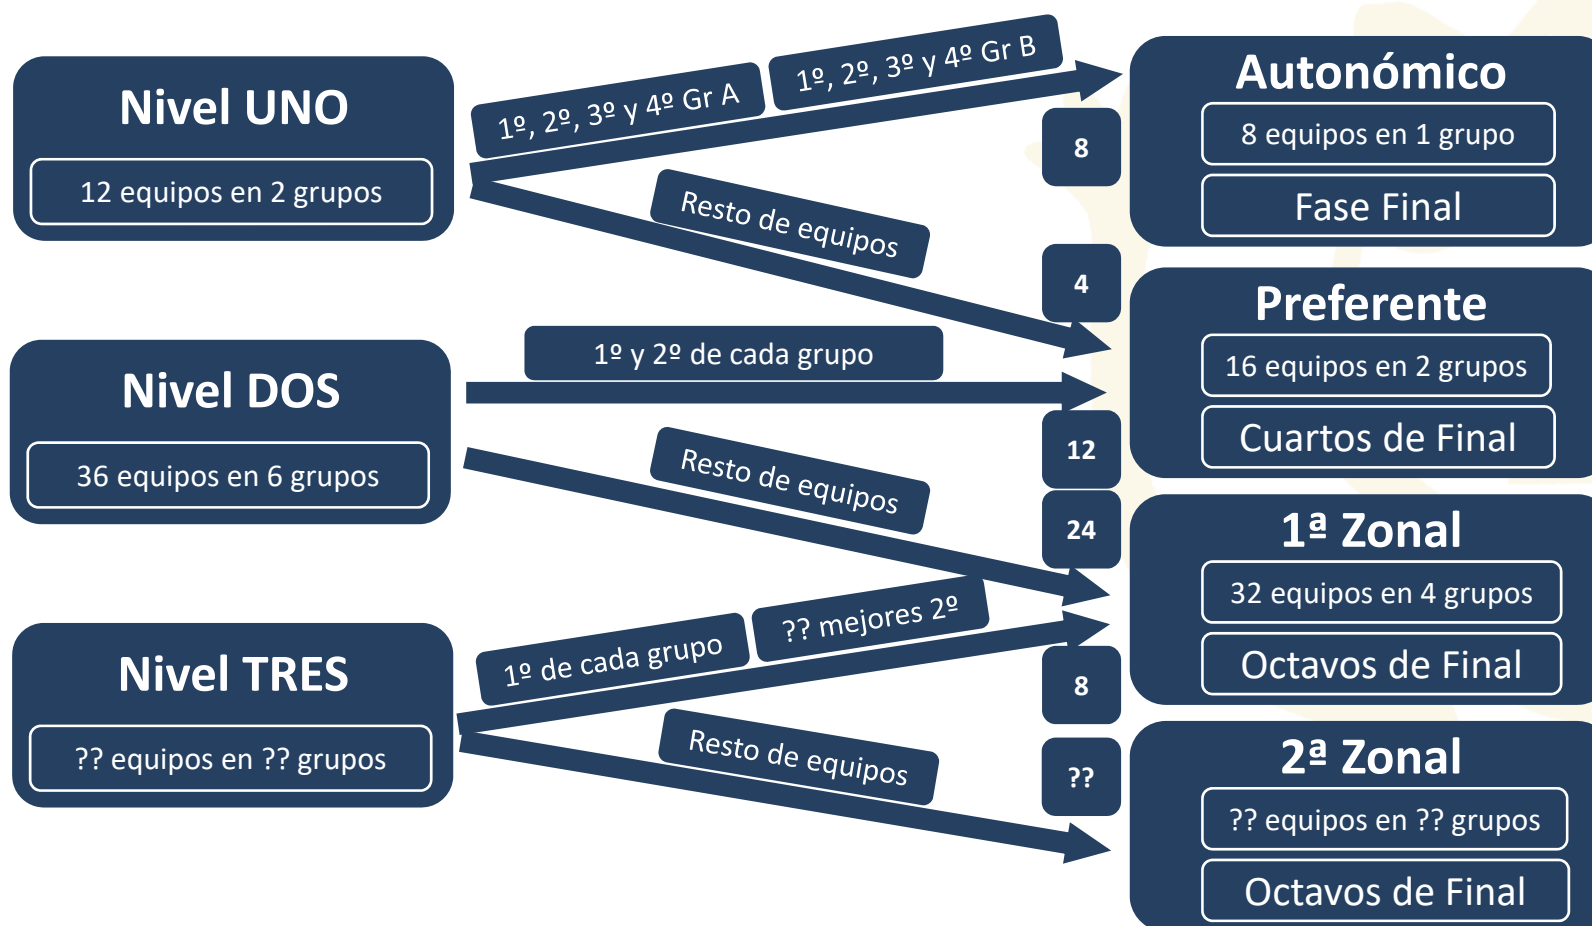 Nivel UNO
12 equipos en 2 grupos
1º, 2º, 3º y 4º Gr A
1º, 2º, 3º y 4º Gr B
8
Autonómico
8 equipos en 1 grupo
Fase Final
Resto de equipos
4
Preferente
16 equipos en 2 grupos
Cuartos de Final
Nivel DOS
36 equipos en 6 grupos
1º y 2º de cada grupo
12
Resto de equipos
24
1ª Zonal
32 equipos en 4 grupos
Octavos de Final
Nivel TRES
?? equipos en ?? grupos
1º de cada grupo
?? mejores 2º
8
Resto de equipos
??
2ª Zonal
?? equipos en ?? grupos
Octavos de Final